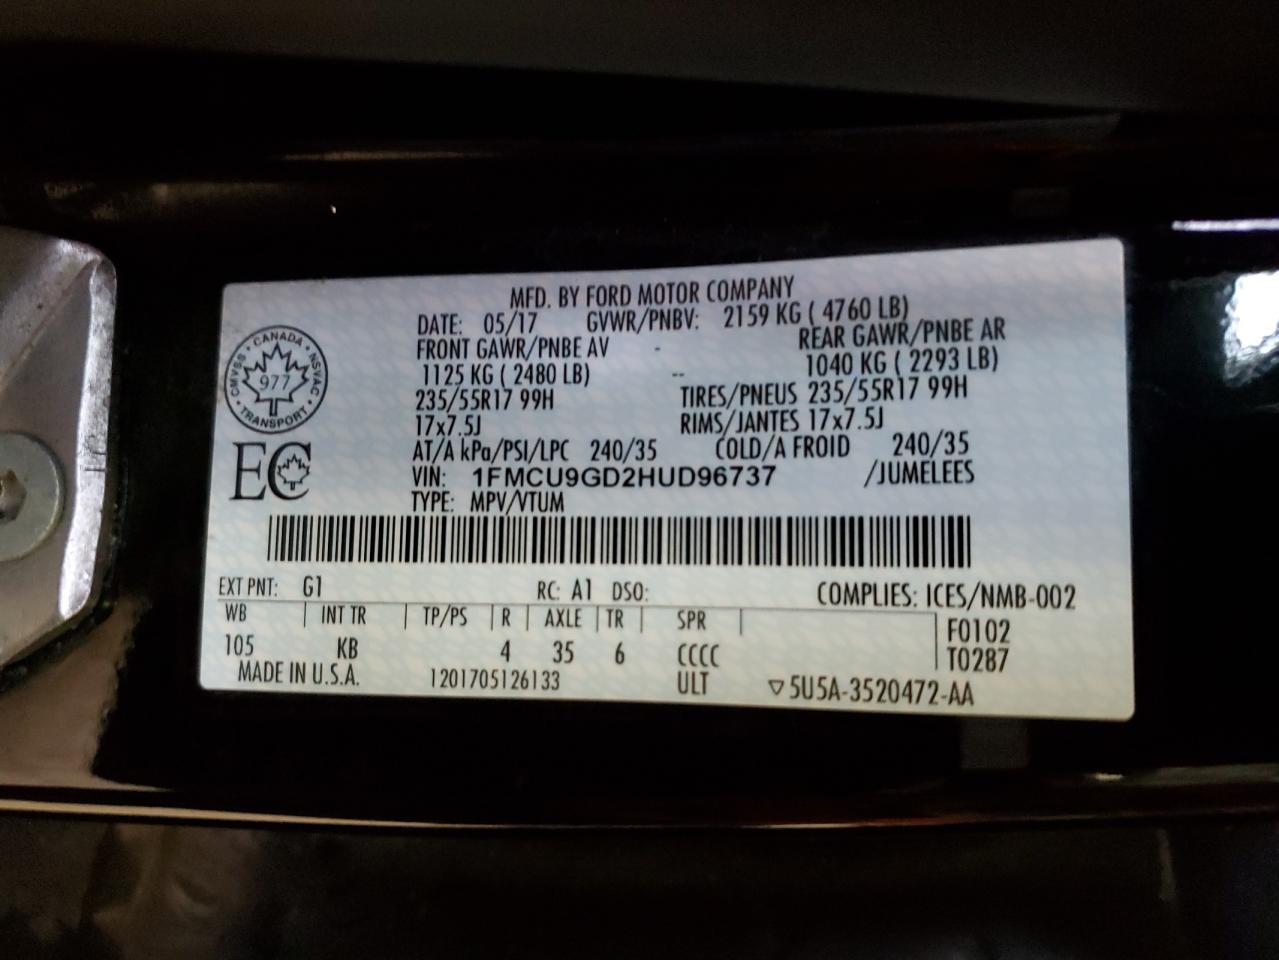 MFD. BY FORD MOTOR COMPANY
DATE: 05/17 GVWR/PNBV: 2159 KG ( 4760 LB)
FRONT GAWR/PNBE AV - REAR GAWR/PNBE AR
1125 KG ( 2480 LB) -- 1040 KG ( 2293 LB)
235/55R17 99H TIRES/PNEUS 235/55R17 99H
17x7.5J RIMS/JANTES 17x7.5J
AT/A kPa/PSI/LPC 240/35 COLD/A FROID 240/35
VIN: 1FMCU9GD2HUD96737 /JUMELEES
TYPE: MPV/VTUM
CANADA
CMVSS NSVAC
977
TRANSPORT
EC
EXT PNT: G1 RC: A1 DSO: COMPLIES: ICES/NMB-002
WB | INT TR | TP/PS | R | AXLE | TR | SPR | F0102
105 KB 4 35 6 CCCC T0287
MADE IN U.S.A. 1201705126133 ULT ▽5U5A-3520472-AA